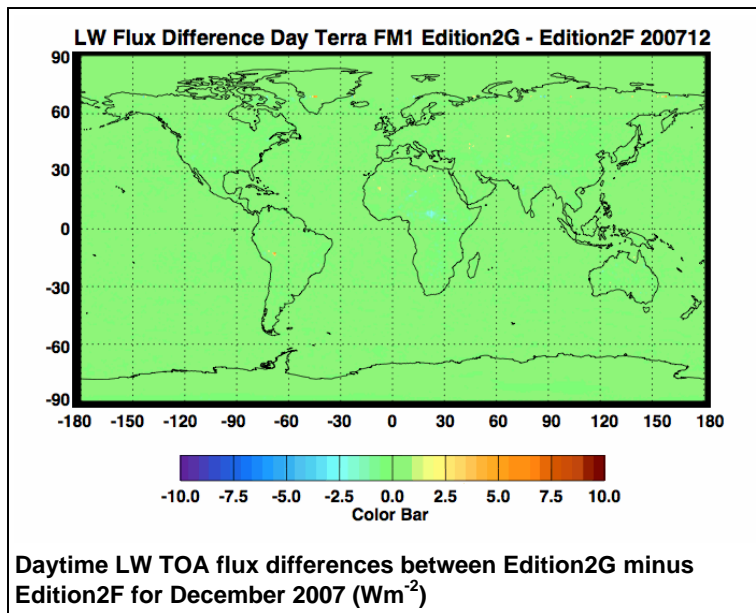 LW Flux Difference Day Terra FM1 Edition2G - Edition2F 200712
90
60
30
0
-30
-60
-90
-180 -150 -120 -90 -60 -30 0 30 60 90 120 150 180
-10.0 -7.5 -5.0 -2.5 0.0 2.5 5.0 7.5 10.0
Color Bar
Daytime LW TOA flux differences between Edition2G minus
Edition2F for December 2007 (Wm⁻²)